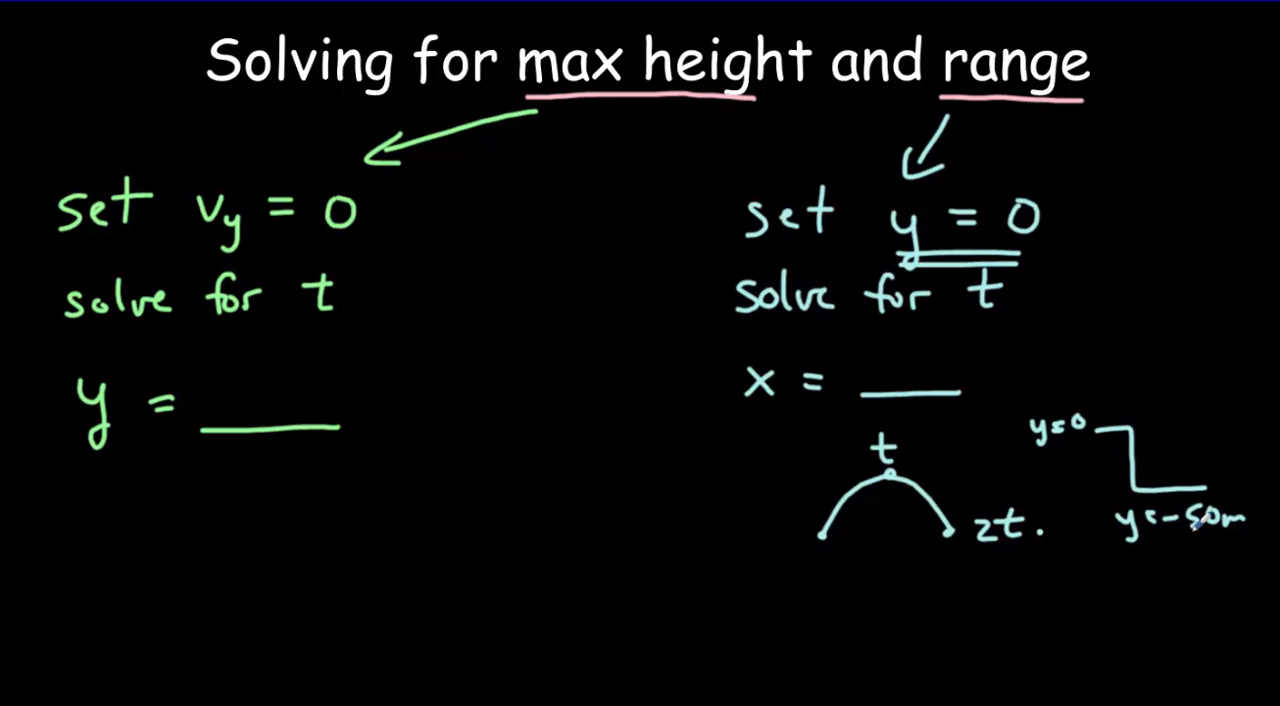 Solving for max height and range
set vy = 0
solve for t
y = ____
set y = 0
solve for t
x = ____
t
2t.
y=0
y=-50m